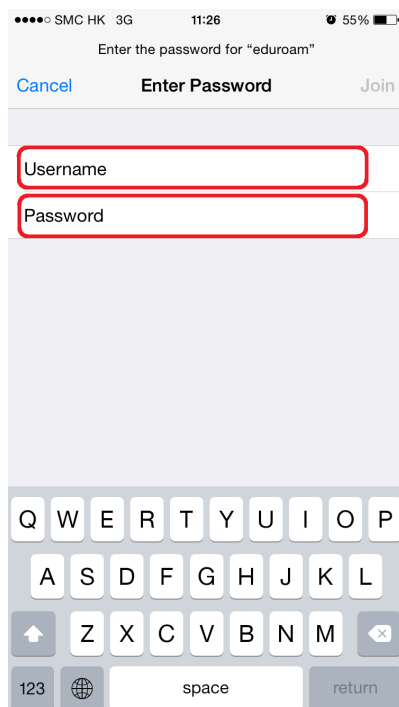 SMC HK 3G 11:26 55%
Enter the password for “eduroam”
Cancel Enter Password Join
Username
Password
Q W E R T Y U I O P
A S D F G H J K L
Z X C V B N M
123 space return